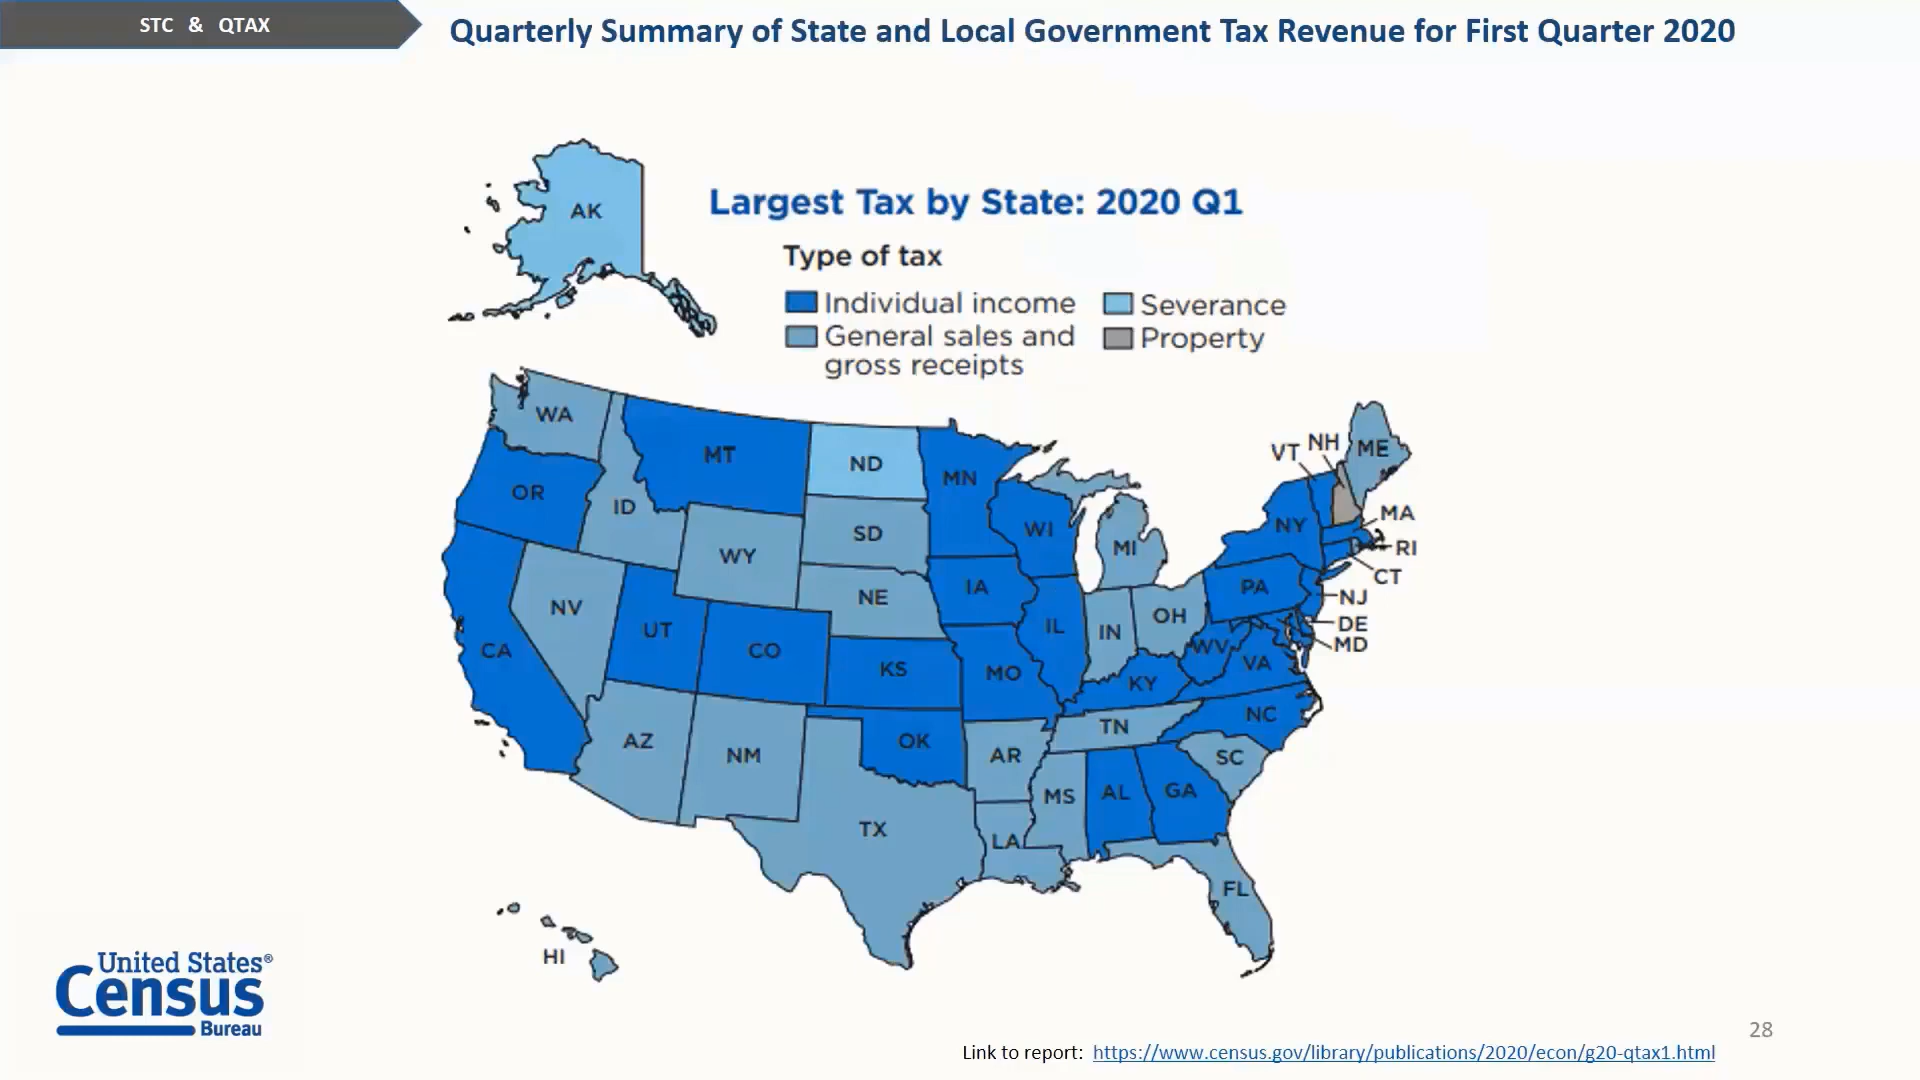 STC & QTAX
Quarterly Summary of State and Local Government Tax Revenue for First Quarter 2020
Largest Tax by State: 2020 Q1
Type of tax
Individual income
Severance
General sales and
gross receipts
Property
AK
WA
MT
ND
MN
VT
NH
ME
OR
ID
SD
WI
MI
NY
MA
RI
CT
WY
NE
IA
PA
NJ
NV
UT
CO
KS
IL
IN
OH
WV
VA
DE
MD
CA
MO
KY
NC
AZ
NM
OK
AR
TN
SC
TX
LA
MS
AL
GA
FL
HI
United States®
Census
Bureau
28
Link to report: https://www.census.gov/library/publications/2020/econ/g20-qtax1.html